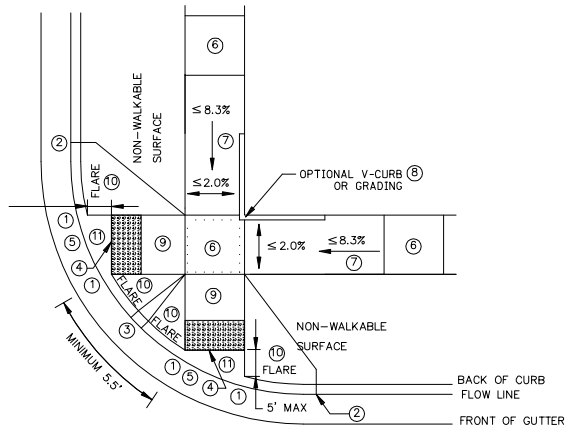 ⑥
NON-WALKABLE
SURFACE
≤8.3%
⑦
②
OPTIONAL V-CURB ⑧
OR GRADING
FLARE
⑩
≤2.0%
①
⑤
⑪
④
①
⑨
⑥
≤2.0%
≤8.3%
⑦
⑥
⑩
FLARE
⑨
③
⑩
FLARE
NON-WALKABLE
SURFACE
MINIMUM 5.5'
①
⑤
④
⑪
①
⑩
FLARE
5' MAX
②
BACK OF CURB
FLOW LINE
FRONT OF GUTTER